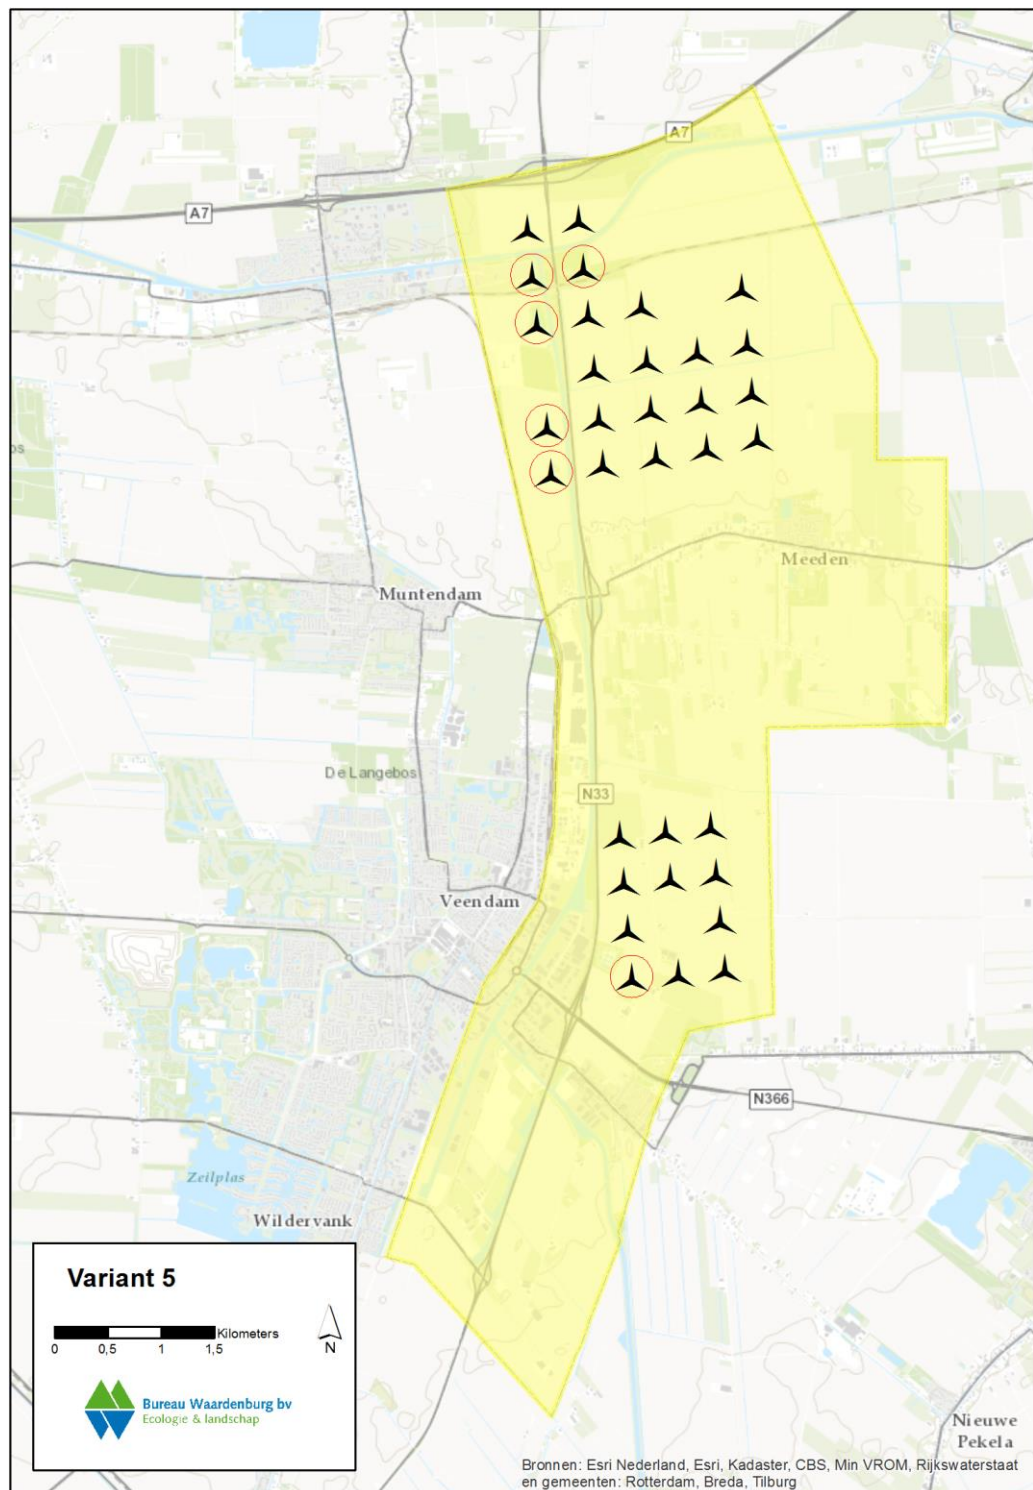 A7
A7
os
Meeden
Muntendam
De Langebos
N33
Veendam
N366
Zeilplas
Wildervank
Variant 5
Kilometers
0 0,5 1 1,5
N
Bureau Waardenburg bv
Ecologie & landschap
Nieuwe
Pekela
Bronnen: Esri Nederland, Esri, Kadaster, CBS, Min VROM, Rijkswaterstaat
en gemeenten: Rotterdam, Breda, Tilburg